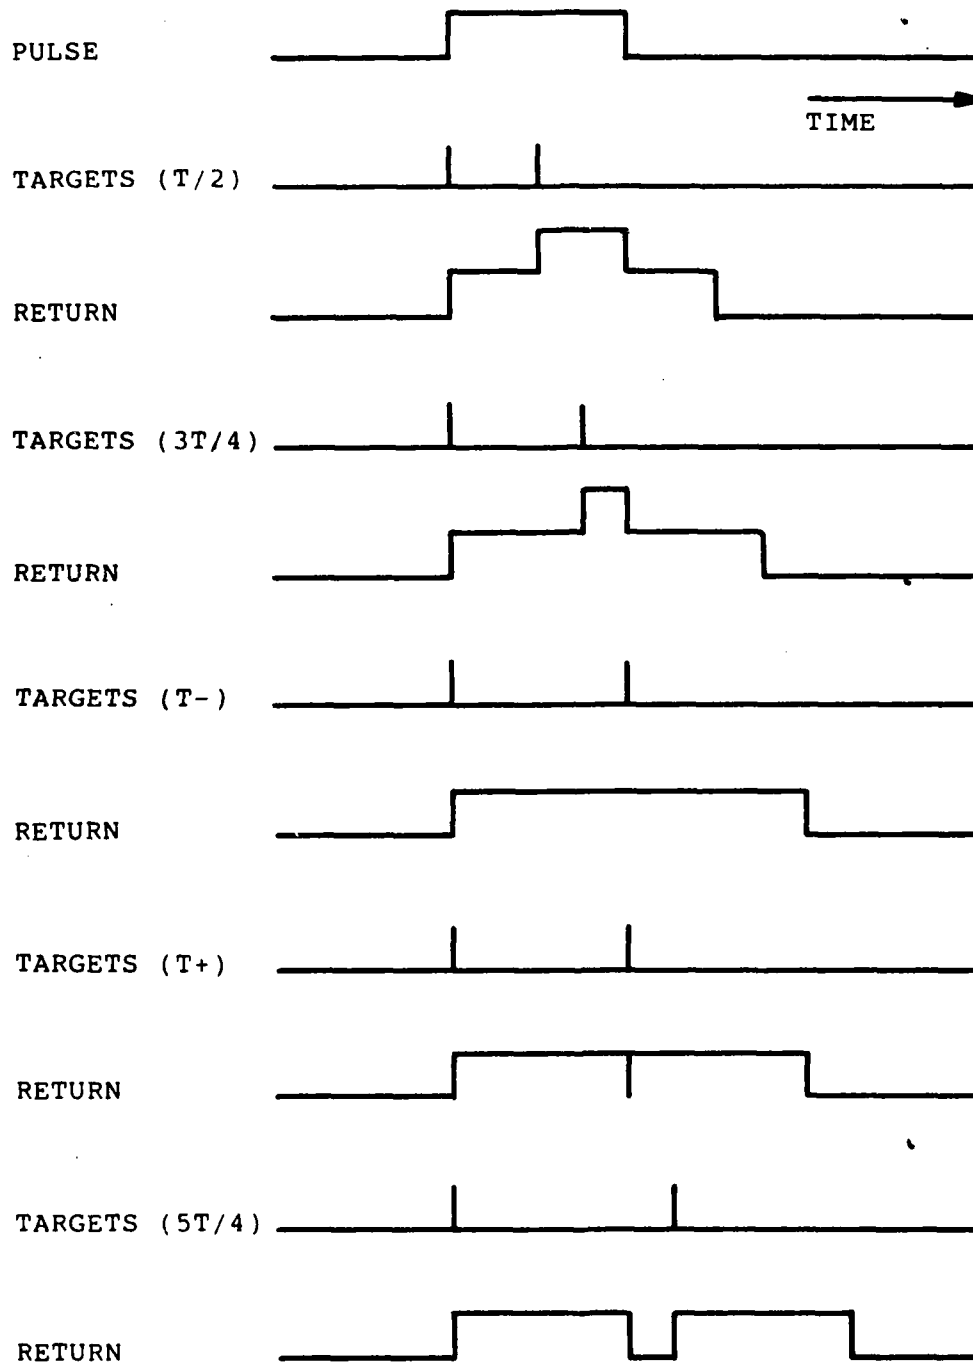 PULSE
TIME
TARGETS (T/2)
RETURN
TARGETS (3T/4)
RETURN
TARGETS (T-)
RETURN
TARGETS (T+)
RETURN
TARGETS (5T/4)
RETURN